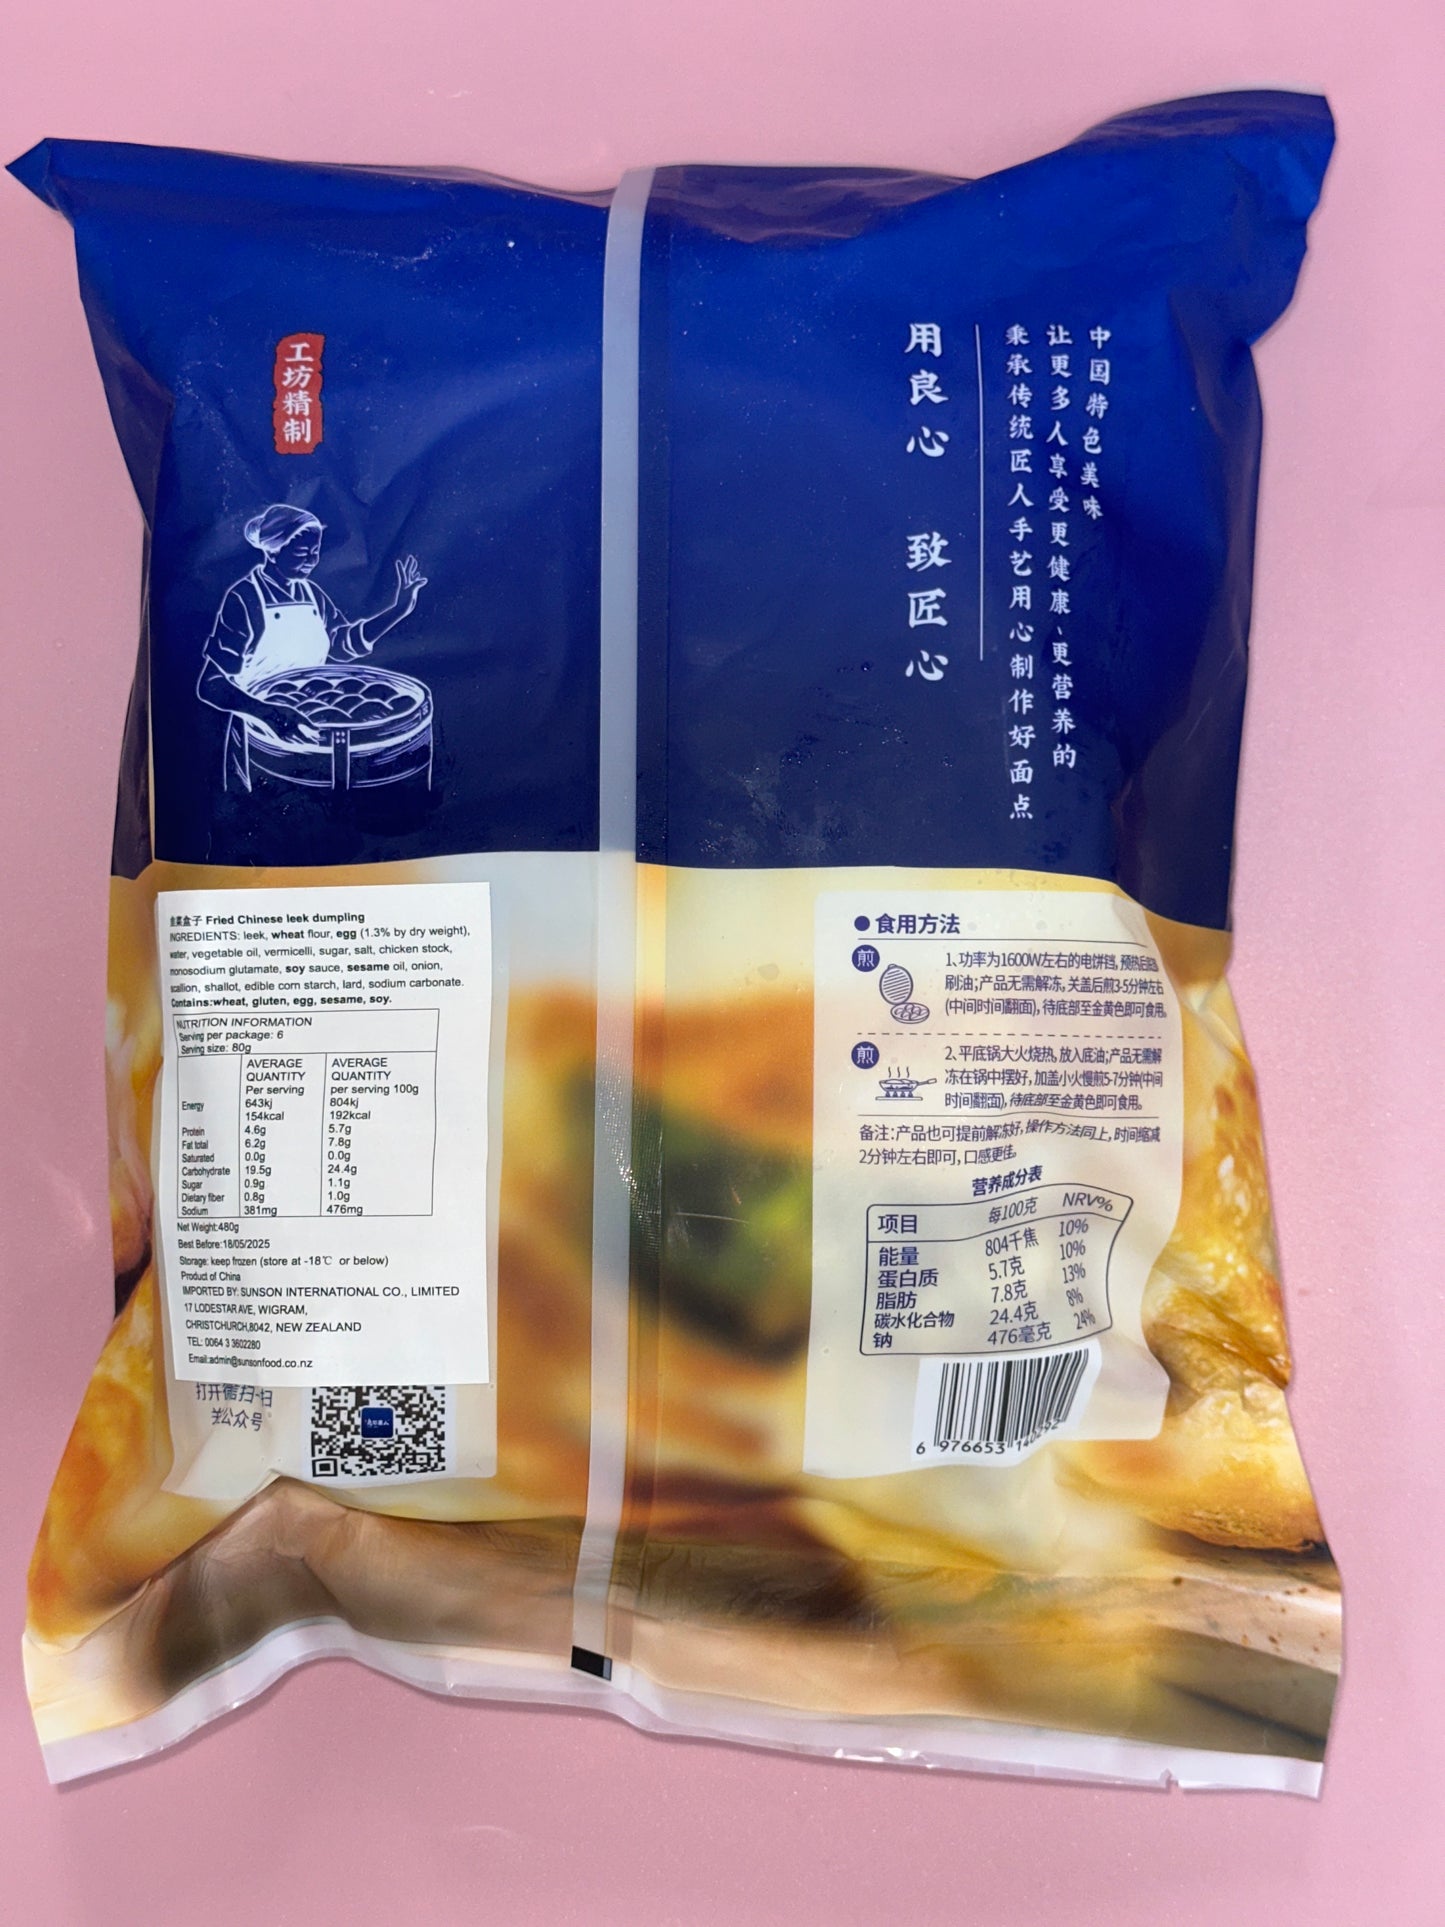 工坊精制
中国特色美味
让更多人享受更健康、更营养的
秉承传统匠人手艺用心制作好面点
用良心 致匠心
韭菜盒子 Fried Chinese leek dumpling
INGREDIENTS: leek, wheat flour, egg (1.3% by dry weight),
water, vegetable oil, vermicelli, sugar, salt, chicken stock,
monosodium glutamate, soy sauce, sesame oil, onion,
scallion, shallot, edible corn starch, lard, sodium carbonate.
Contains:wheat, gluten, egg, sesame, soy.
NUTRITION INFORMATION
Serving per package: 6
Serving size: 80g
AVERAGE QUANTITY Per serving AVERAGE QUANTITY per serving 100g
Energy 643kj 804kj
154kcal 192kcal
Protein 4.6g 5.7g
Fat total 6.2g 7.8g
Saturated 0.0g 0.0g
Carbohydrate 19.5g 24.4g
Sugar 0.9g 1.1g
Dietary fiber 0.8g 1.0g
Sodium 381mg 476mg
Net Weight:480g
Best Before:18/05/2025
Storage: keep frozen (store at -18℃ or below)
Product of China
IMPORTED BY: SUNSON INTERNATIONAL CO., LIMITED
17 LODESTAR AVE, WIGRAM,
CHRISTCHURCH,8042, NEW ZEALAND
TEL: 0064 3 3602280
Email:admin@sunsonfood.co.nz
打开微 扫一扫
公众号
●食用方法
煎
1、功率为1600W左右的电饼铛,预热后底部
刷油;产品无需解冻,关盖后煎3-5分钟左右
(中间时间翻面),待底部至金黄色即可食用。
煎
2、平底锅大火烧热,放入底油;产品无需解
冻在锅中摆好,加盖小火慢煎5-7分钟(中间
时间翻面),待底部至金黄色即可食用。
备注:产品也可提前解冻好,操作方法同上,时间缩减
2分钟左右即可,口感更佳。
营养成分表
项目 每100克 NRV%
能量 804千焦 10%
蛋白质 5.7克 10%
脂肪 7.8克 13%
碳水化合物 24.4克 8%
钠 476毫克 24%
6 976653 140292